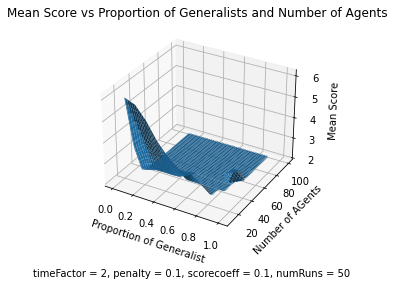 Mean Score vs Proportion of Generalists and Number of Agents
6
5
4
3
2
Mean Score
100
80
60
40
20
Number of AGents
0.0 0.2 0.4 0.6 0.8 1.0
Proportion of Generalist
timeFactor = 2, penalty = 0.1, scorecoeff = 0.1, numRuns = 50